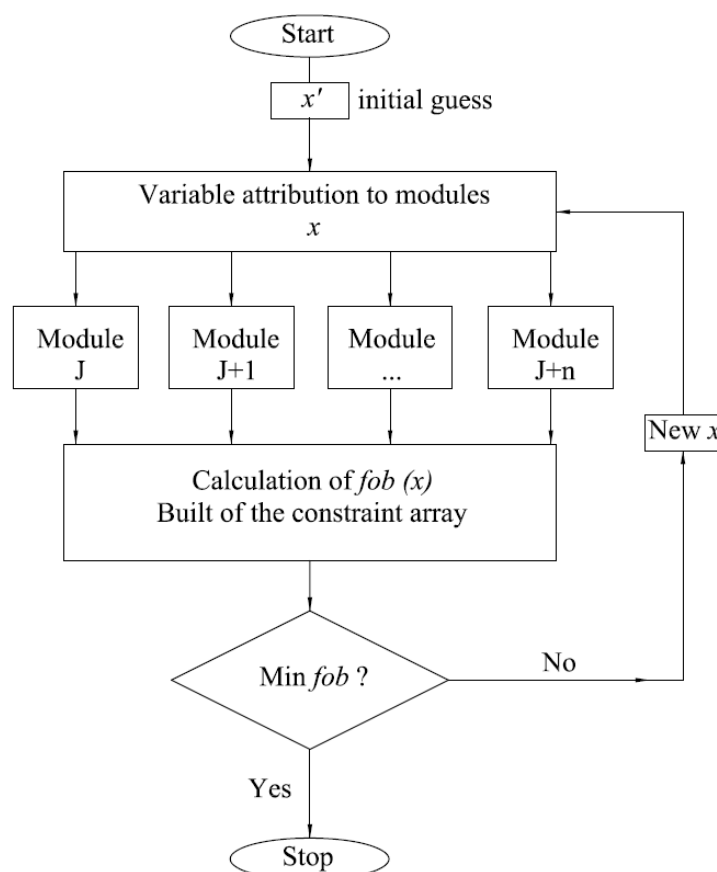 Start
x' initial guess
Variable attribution to modules
x
Module
J
Module
J+1
Module
...
Module
J+n
New x
Calculation of fob (x)
Built of the constraint array
Min fob ?
No
Yes
Stop